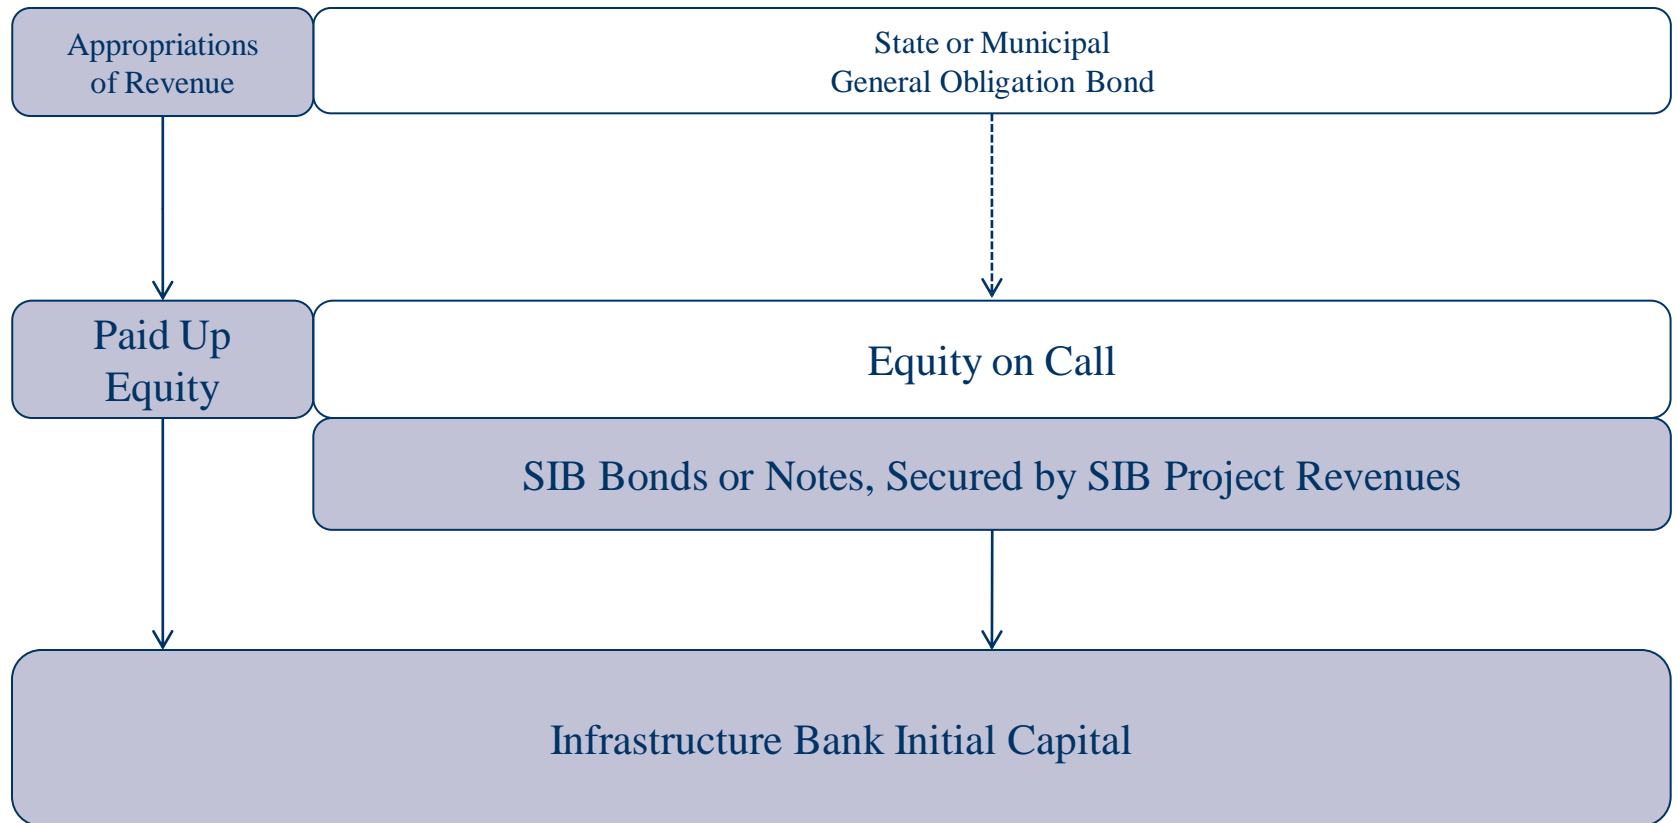 Appropriations
of Revenue
State or Municipal
General Obligation Bond
Paid Up
Equity
Equity on Call
SIB Bonds or Notes, Secured by SIB Project Revenues
Infrastructure Bank Initial Capital